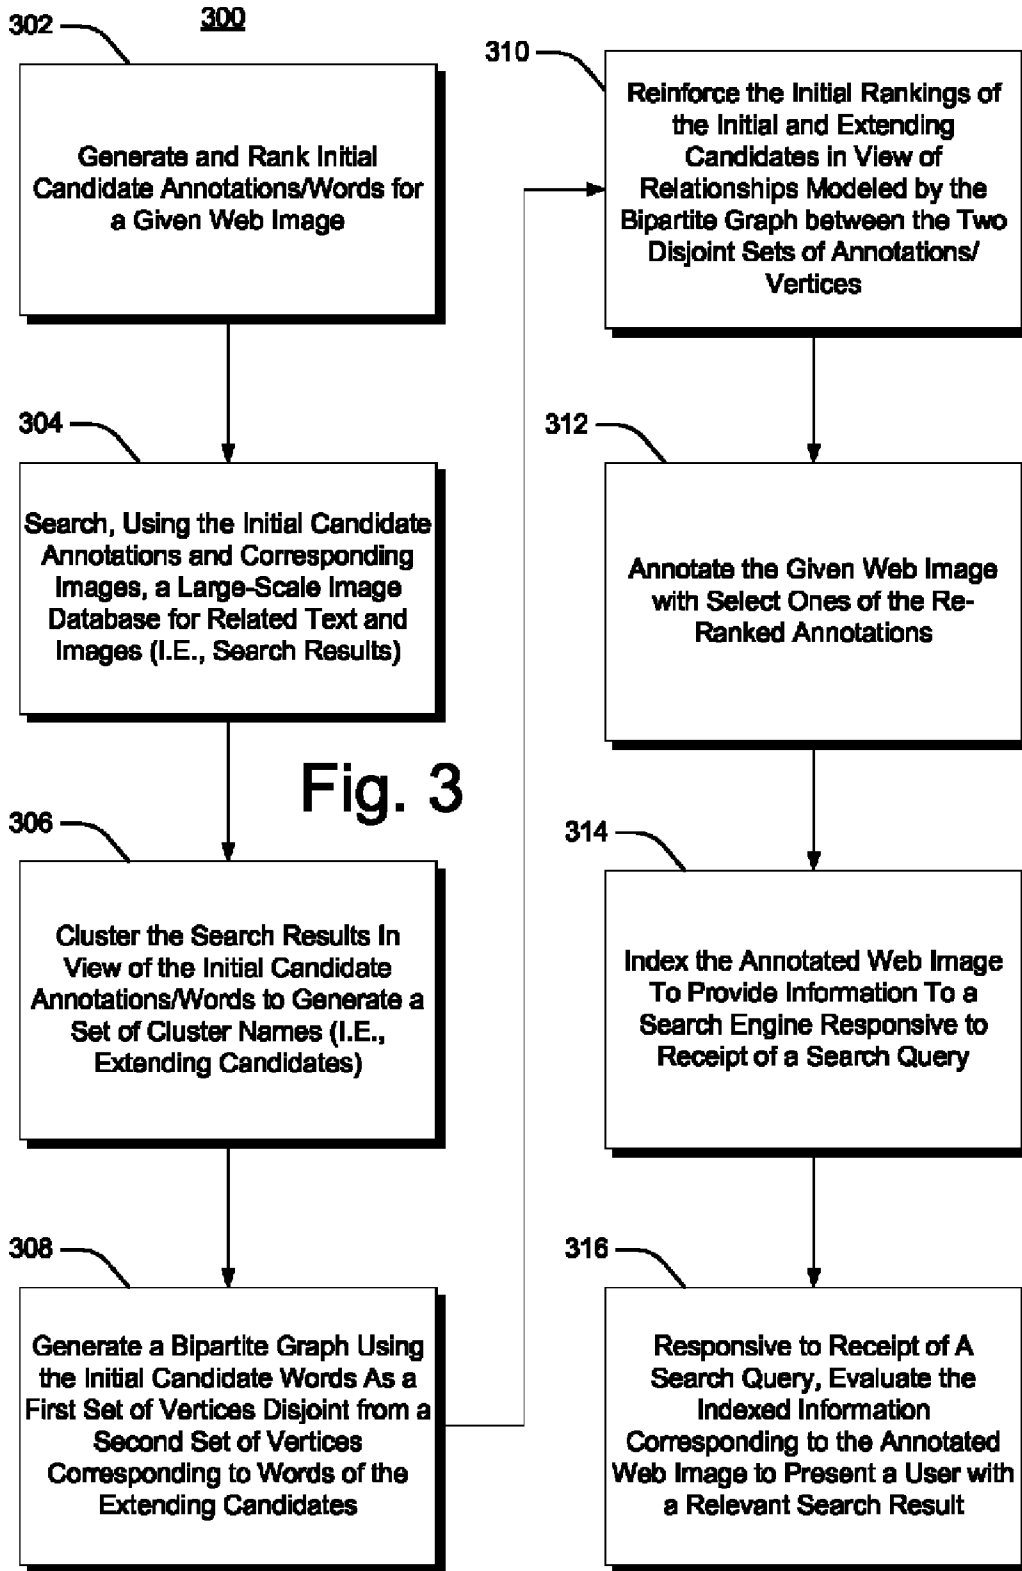 300
302
Generate and Rank Initial
Candidate Annotations/Words for
a Given Web Image
304
Search, Using the Initial Candidate
Annotations and Corresponding
Images, a Large-Scale Image
Database for Related Text and
Images (I.E., Search Results)
306
Cluster the Search Results In
View of the Initial Candidate
Annotations/Words to Generate a
Set of Cluster Names (I.E.,
Extending Candidates)
308
Generate a Bipartite Graph Using
the Initial Candidate Words As a
First Set of Vertices Disjoint from a
Second Set of Vertices
Corresponding to Words of the
Extending Candidates
310
Reinforce the Initial Rankings of
the Initial and Extending
Candidates in View of
Relationships Modeled by the
Bipartite Graph between the Two
Disjoint Sets of Annotations/
Vertices
312
Annotate the Given Web Image
with Select Ones of the Re-
Ranked Annotations
314
Index the Annotated Web Image
To Provide Information To a
Search Engine Responsive to
Receipt of a Search Query
316
Responsive to Receipt of A
Search Query, Evaluate the
Indexed Information
Corresponding to the Annotated
Web Image to Present a User with
a Relevant Search Result
Fig. 3